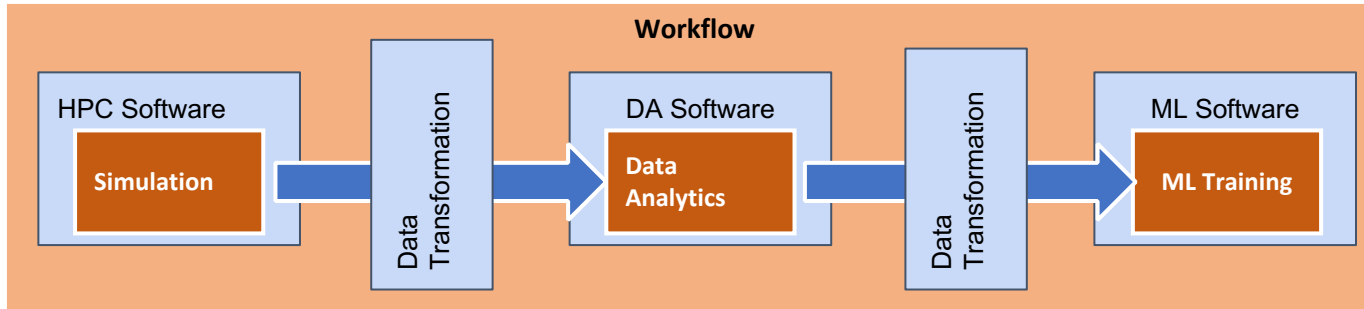 Workflow
HPC Software
Simulation
Data
Transformation
DA Software
Data
Analytics
Data
Transformation
ML Software
ML Training